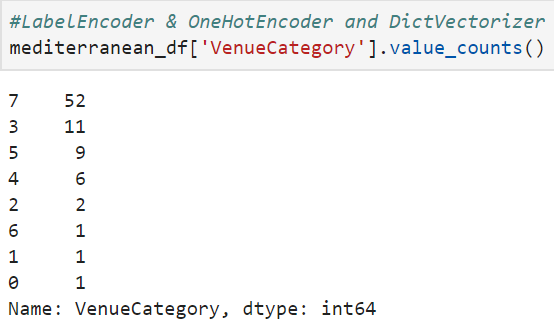 #LabelEncoder & OneHotEncoder and DictVectorizer
mediterranean_df['VenueCategory'].value_counts()
7    52
3    11
5     9
4     6
2     2
6     1
1     1
0     1
Name: VenueCategory, dtype: int64